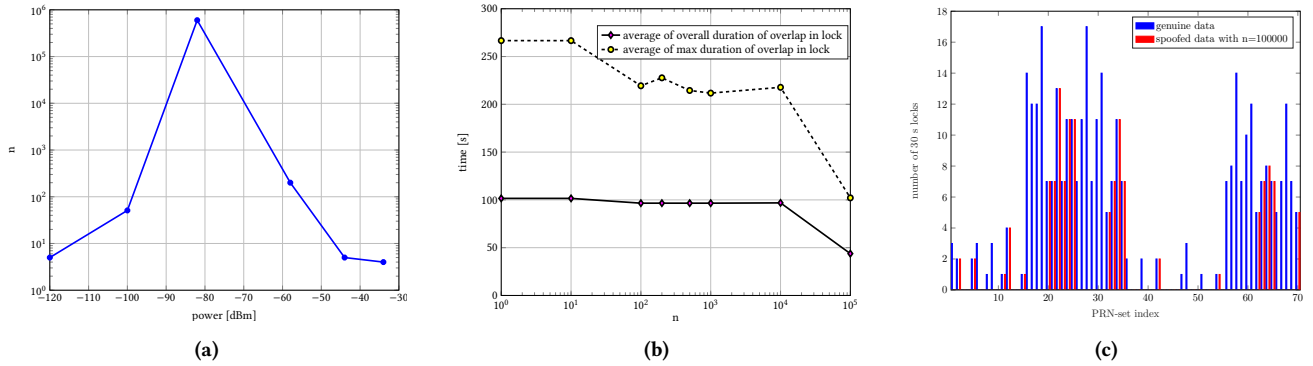 10^6
10^5
10^4
10^3
10^2
10^1
10^0
n
−120 −110 −100 −90 −80 −70 −60 −50 −40 −30
power [dBm]
(a)
300
250
200
150
100
50
0
time [s]
average of overall duration of overlap in lock
average of max duration of overlap in lock
10^0 10^1 10^2 10^3 10^4 10^5
n
(b)
18
16
14
12
10
8
6
4
2
0
number of 30 s locks
genuine data
spoofed data with n=100000
10 20 30 40 50 60 70
PRN-set index
(c)